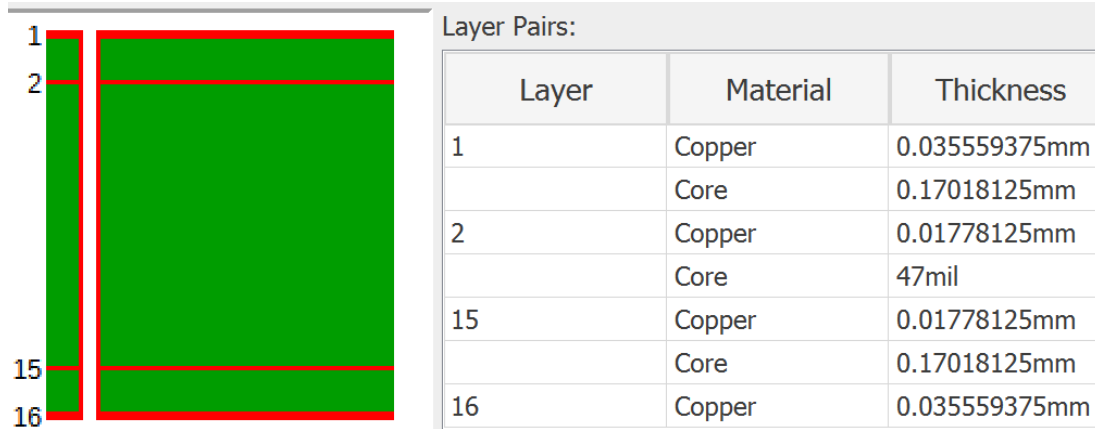 1
2
15
16
Layer Pairs:
Layer Material Thickness
1 Copper 0.035559375mm
Core 0.17018125mm
2 Copper 0.01778125mm
Core 47mil
15 Copper 0.01778125mm
Core 0.17018125mm
16 Copper 0.035559375mm